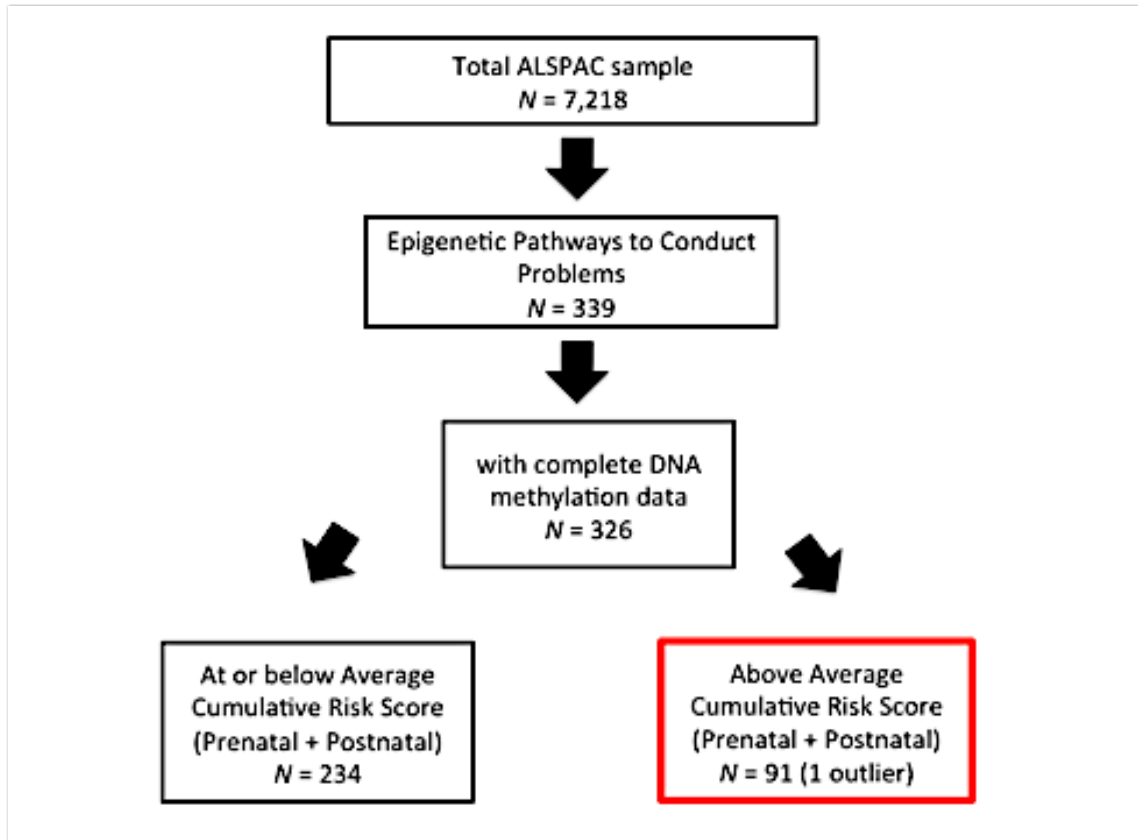 Total ALSPAC sample
N = 7,218
Epigenetic Pathways to Conduct
Problems
N = 339
with complete DNA
methylation data
N = 326
At or below Average
Cumulative Risk Score
(Prenatal + Postnatal)
N = 234
Above Average
Cumulative Risk Score
(Prenatal + Postnatal)
N = 91 (1 outlier)